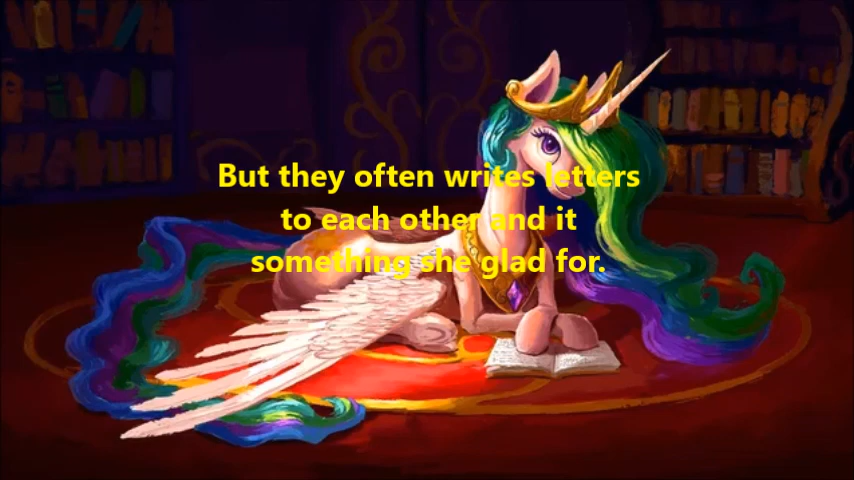 But they often writes letters
to each other and it
something she glad for.